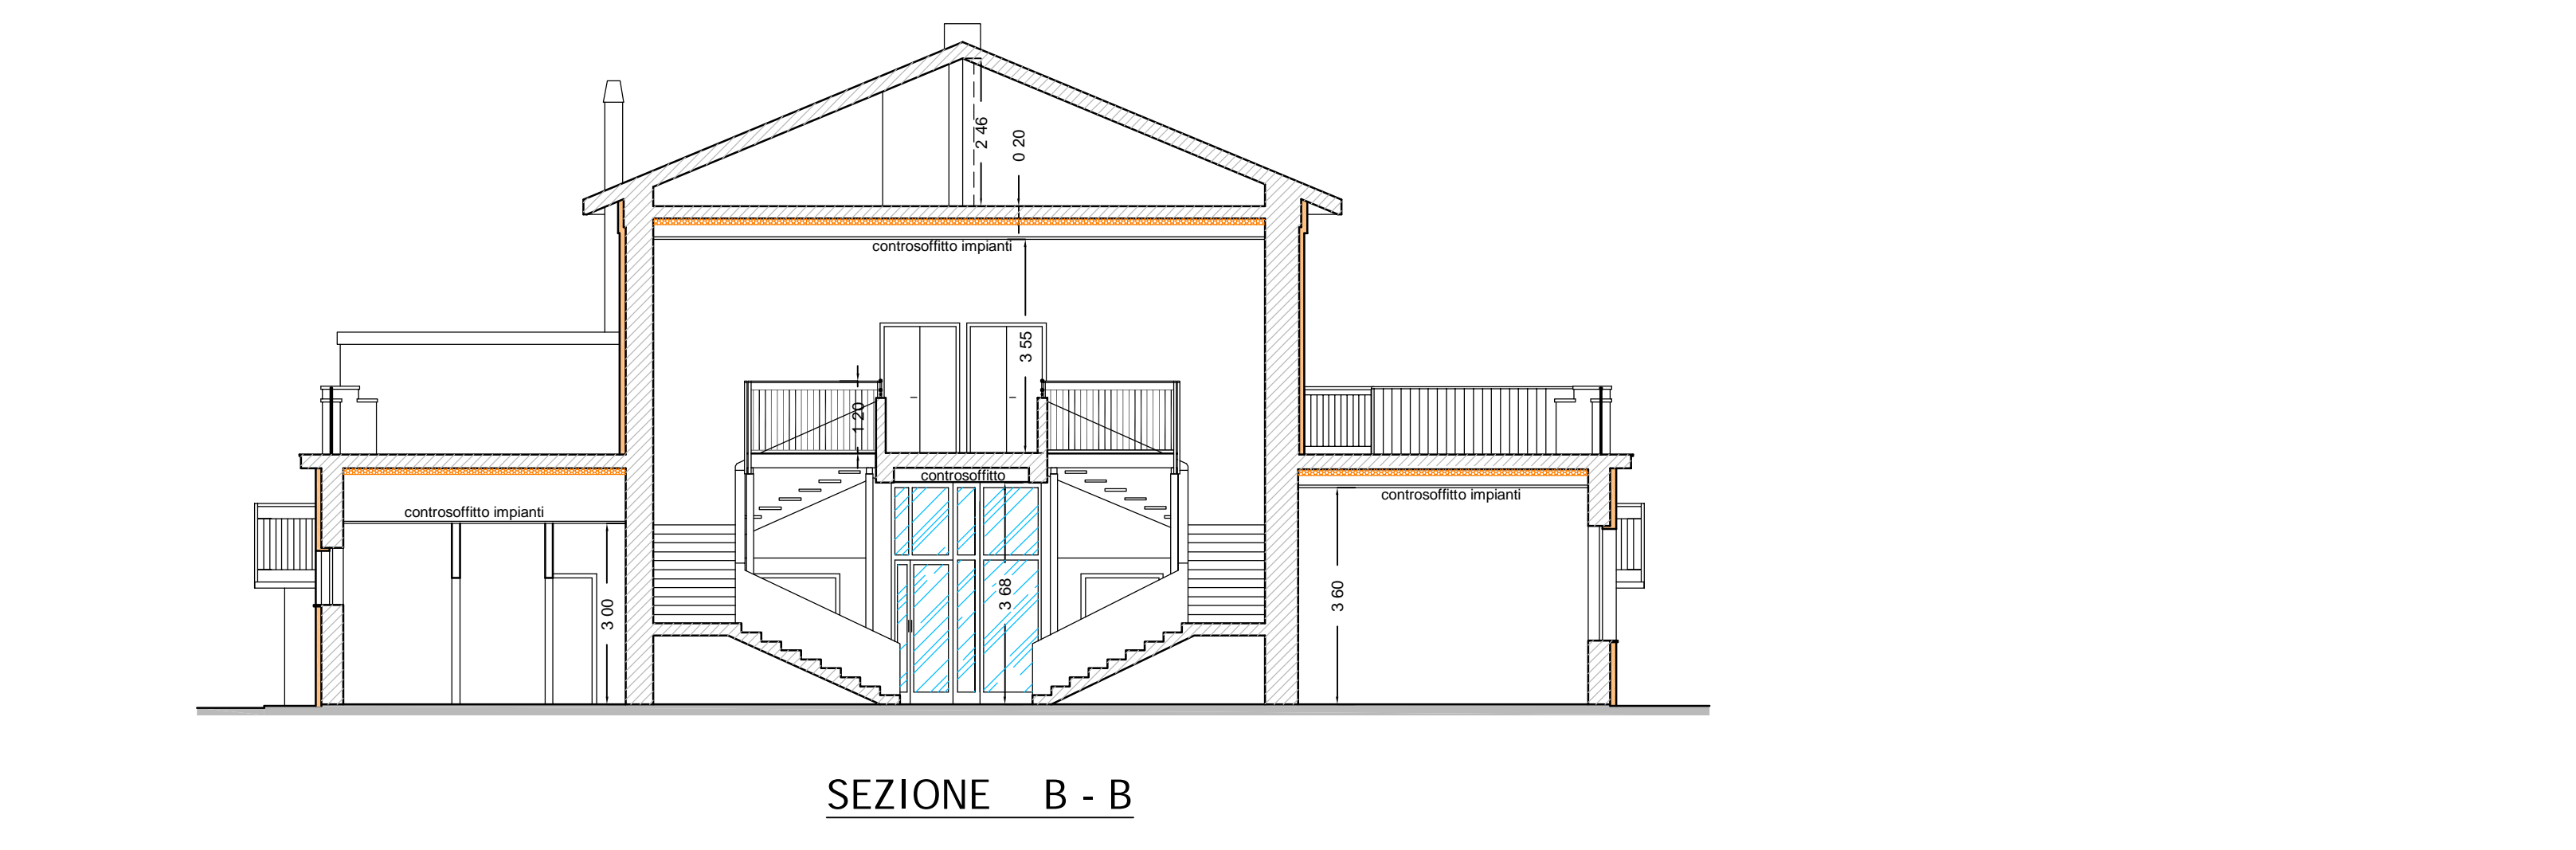 2 46
0 20
controsoffitto impianti
3 55
1 20
controsoffitto
controsoffitto impianti
controsoffitto impianti
3 00
3 68
3 60
SEZIONE B - B